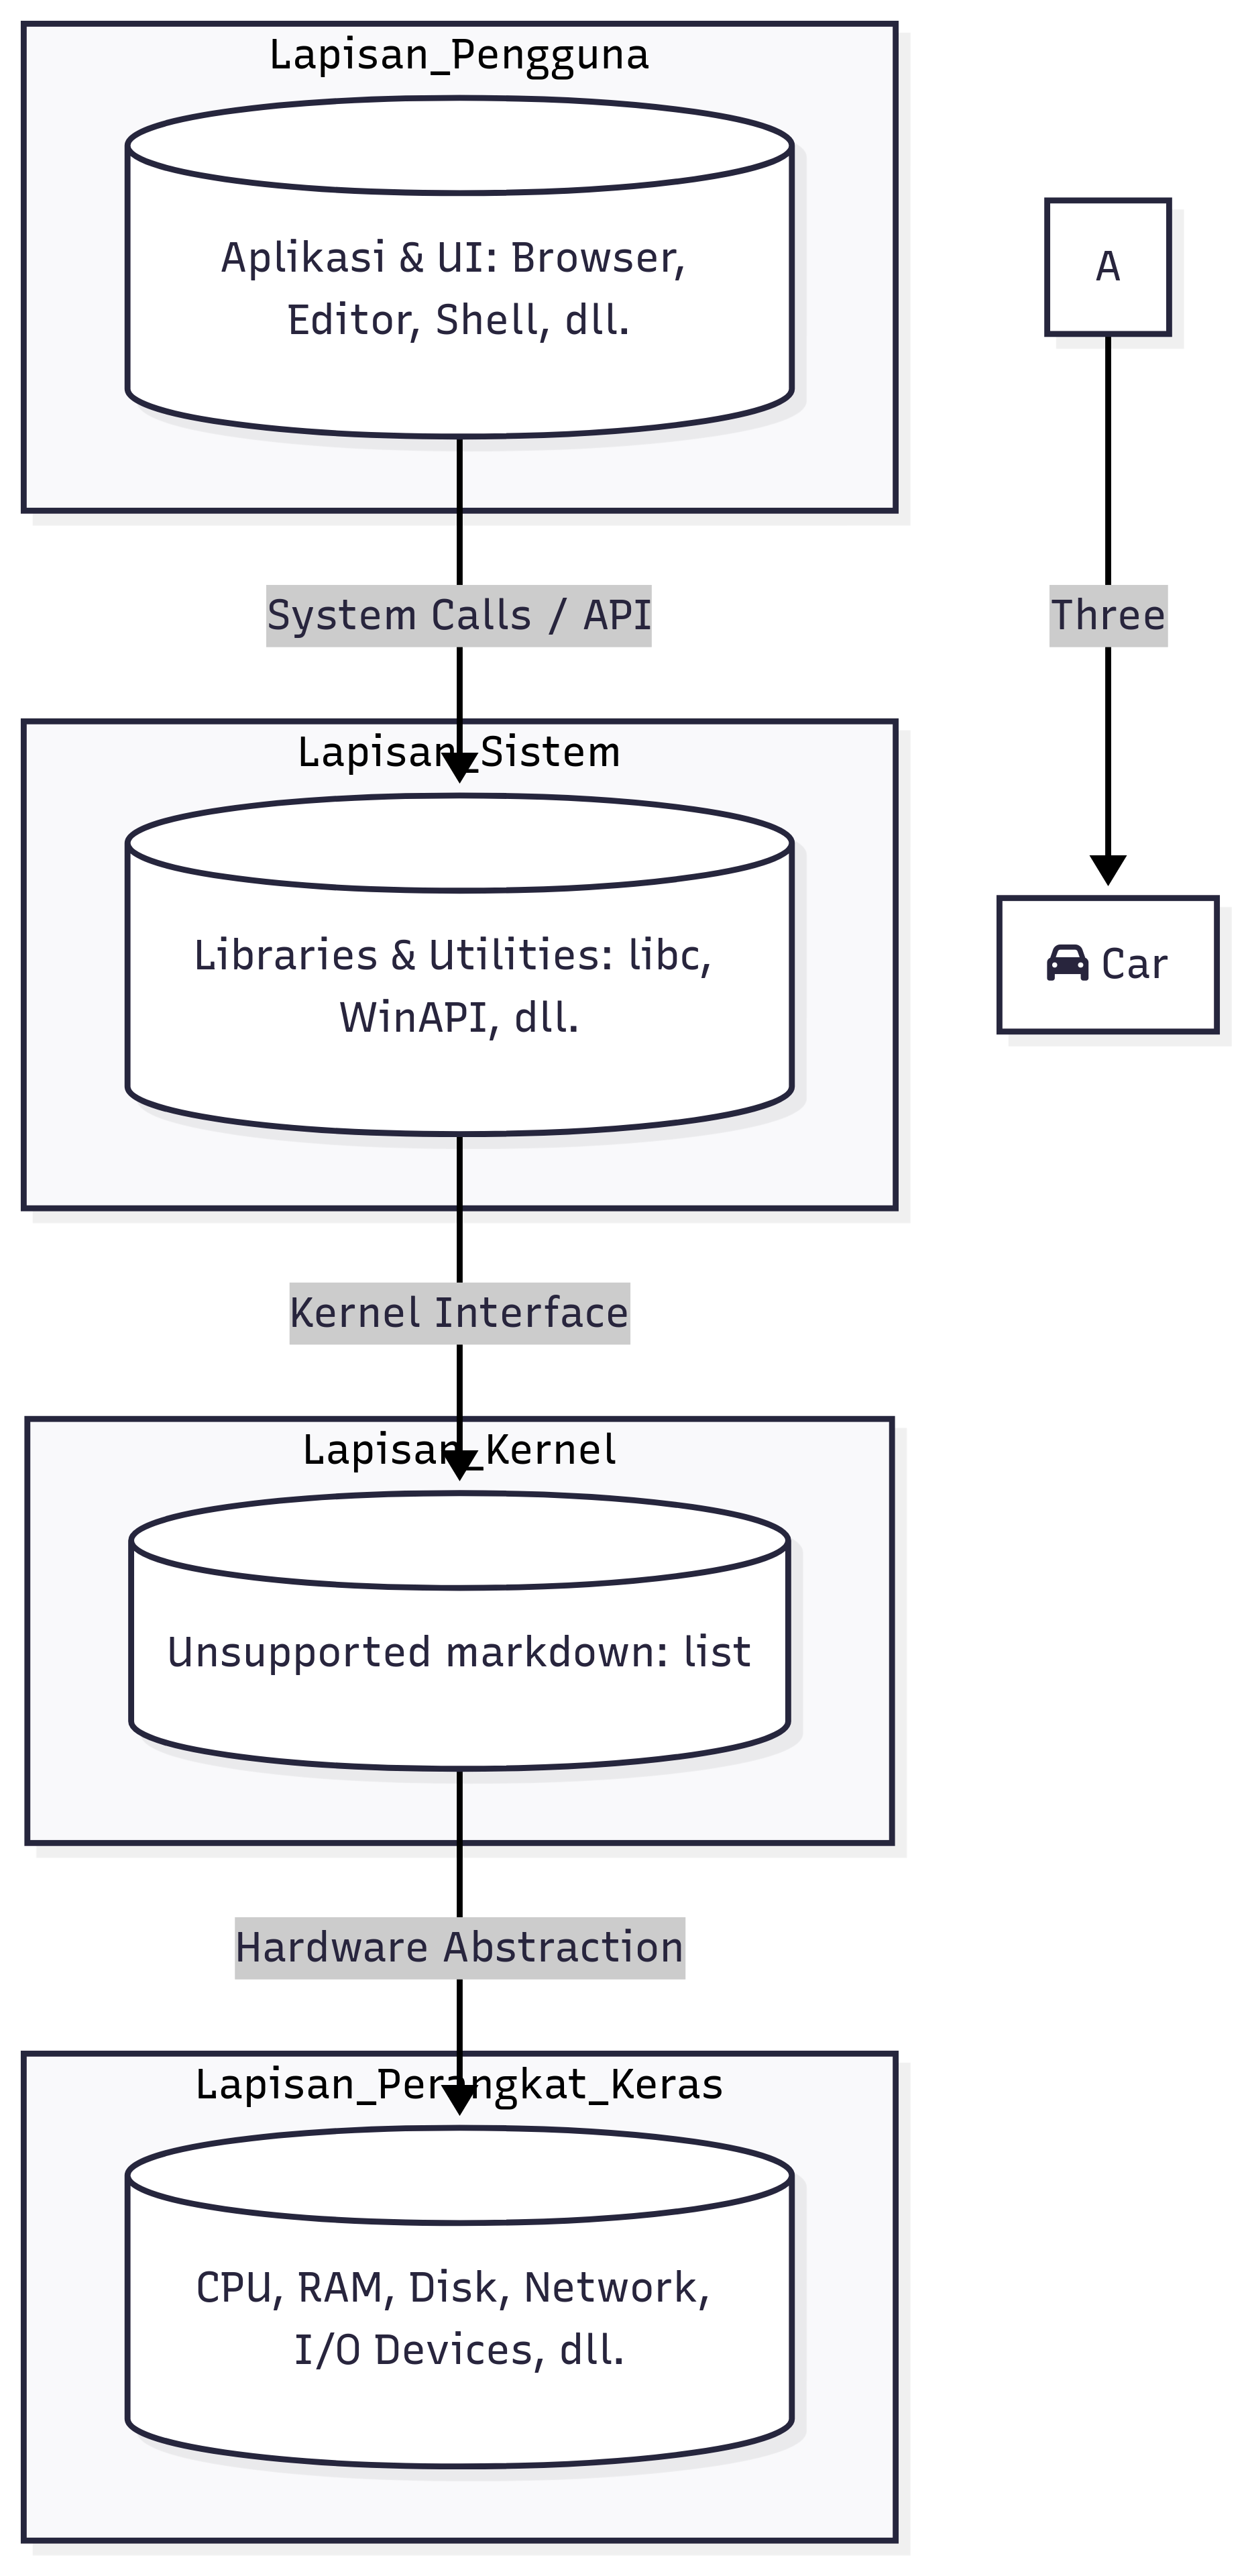 Lapisan_Pengguna
Aplikasi & UI: Browser,
Editor, Shell, dll.
System Calls / API
Lapisan_Sistem
Libraries & Utilities: libc,
WinAPI, dll.
Kernel Interface
Lapisan_Kernel
Unsupported markdown: list
Hardware Abstraction
Lapisan_Perangkat_Keras
CPU, RAM, Disk, Network,
I/O Devices, dll.
A
Three
Car